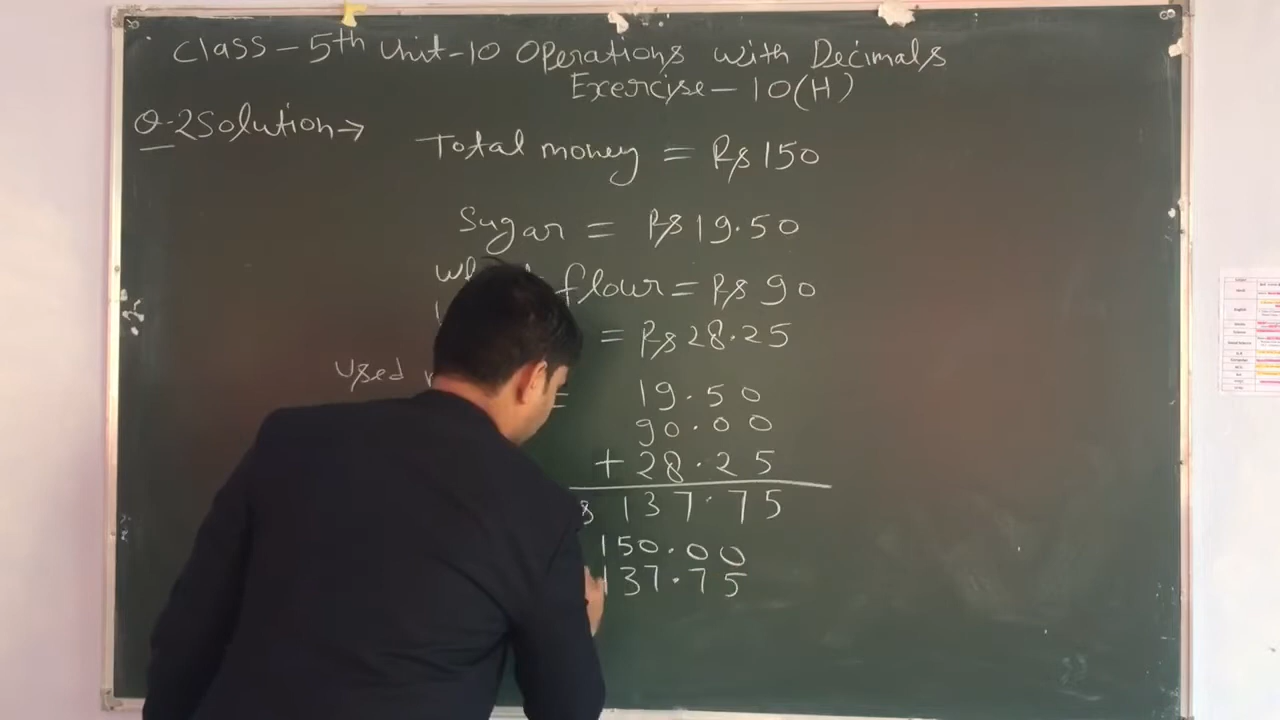 Class - 5th Unit-10 Operations with Decimals
Exercise - 10(H)
Q-2 Solution →
Total money = Rs 150
Sugar = Rs 19.50
flour = Rs 90
= Rs 28.25
Used
= 19.50
90.00
+ 28.25
137.75
150.00
137.75